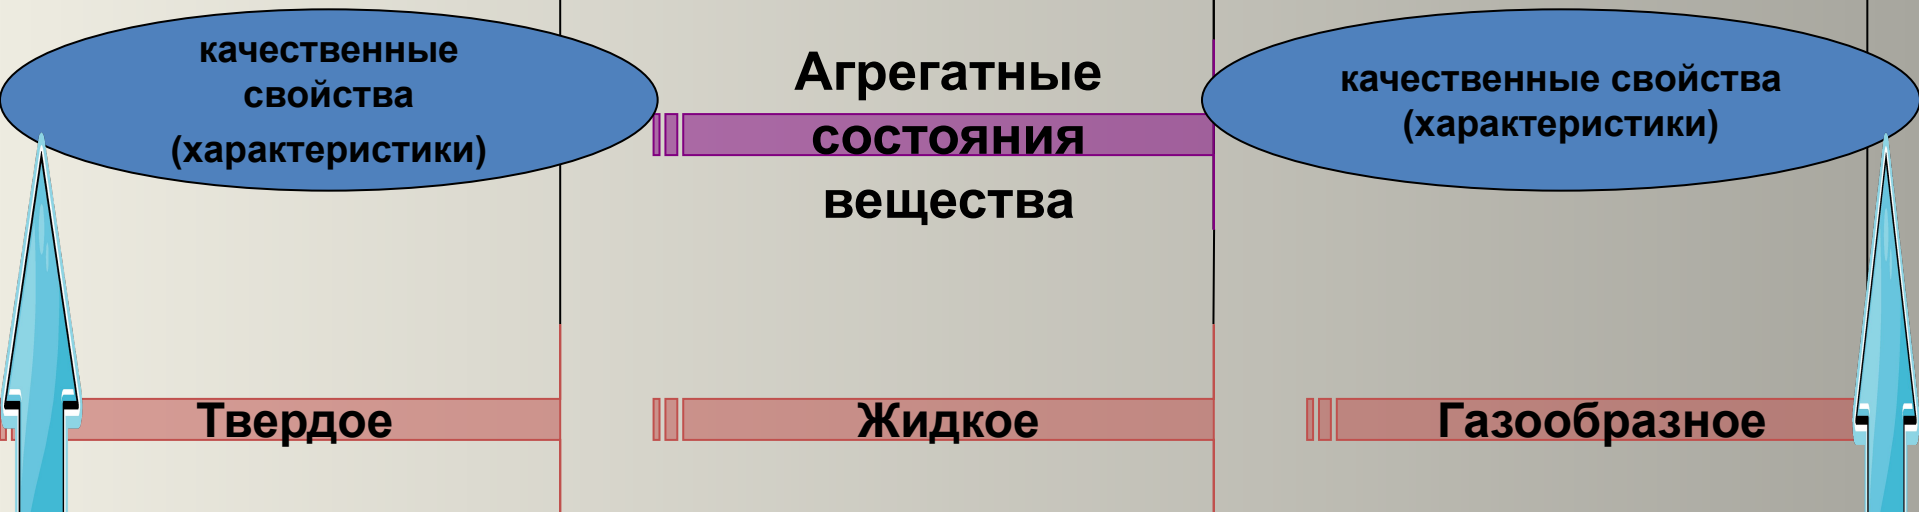 качественные
свойства
(характеристики)
Агрегатные
состояния
вещества
качественные свойства
(характеристики)
Твердое
Жидкое
Газообразное